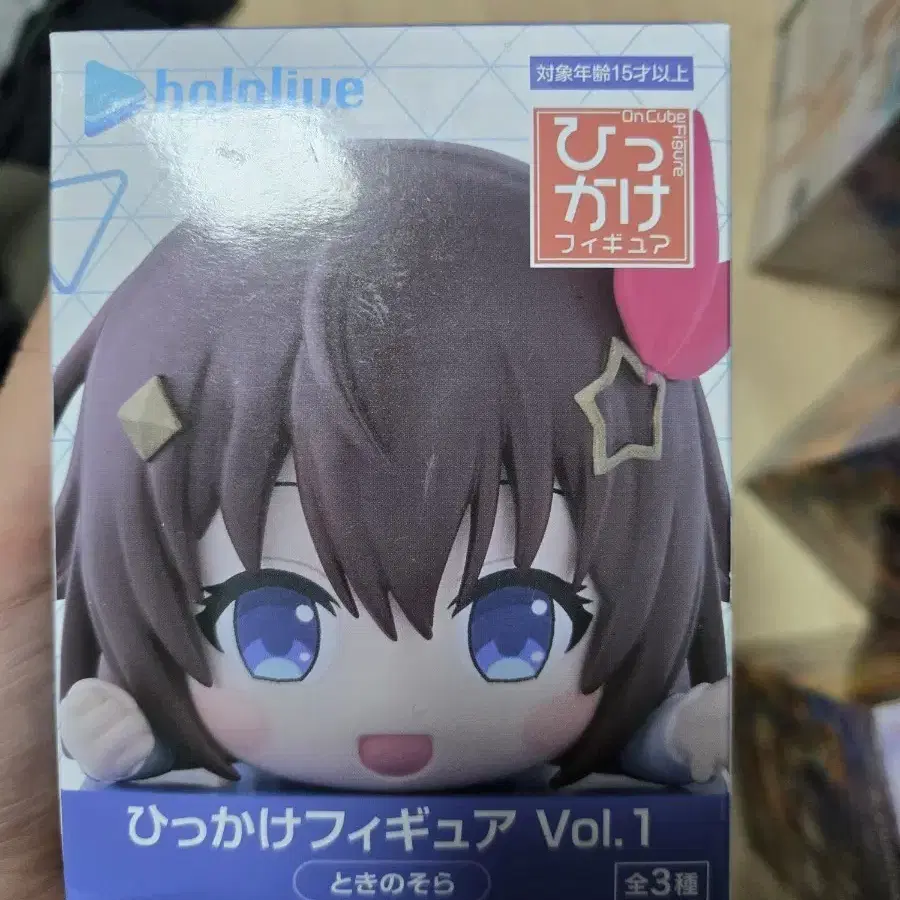 hololive
対象年齢15才以上
On Cube Figure
ひっ
かけ
フィギュア
ひっかけフィギュア Vol.1
ときのそら
全3種